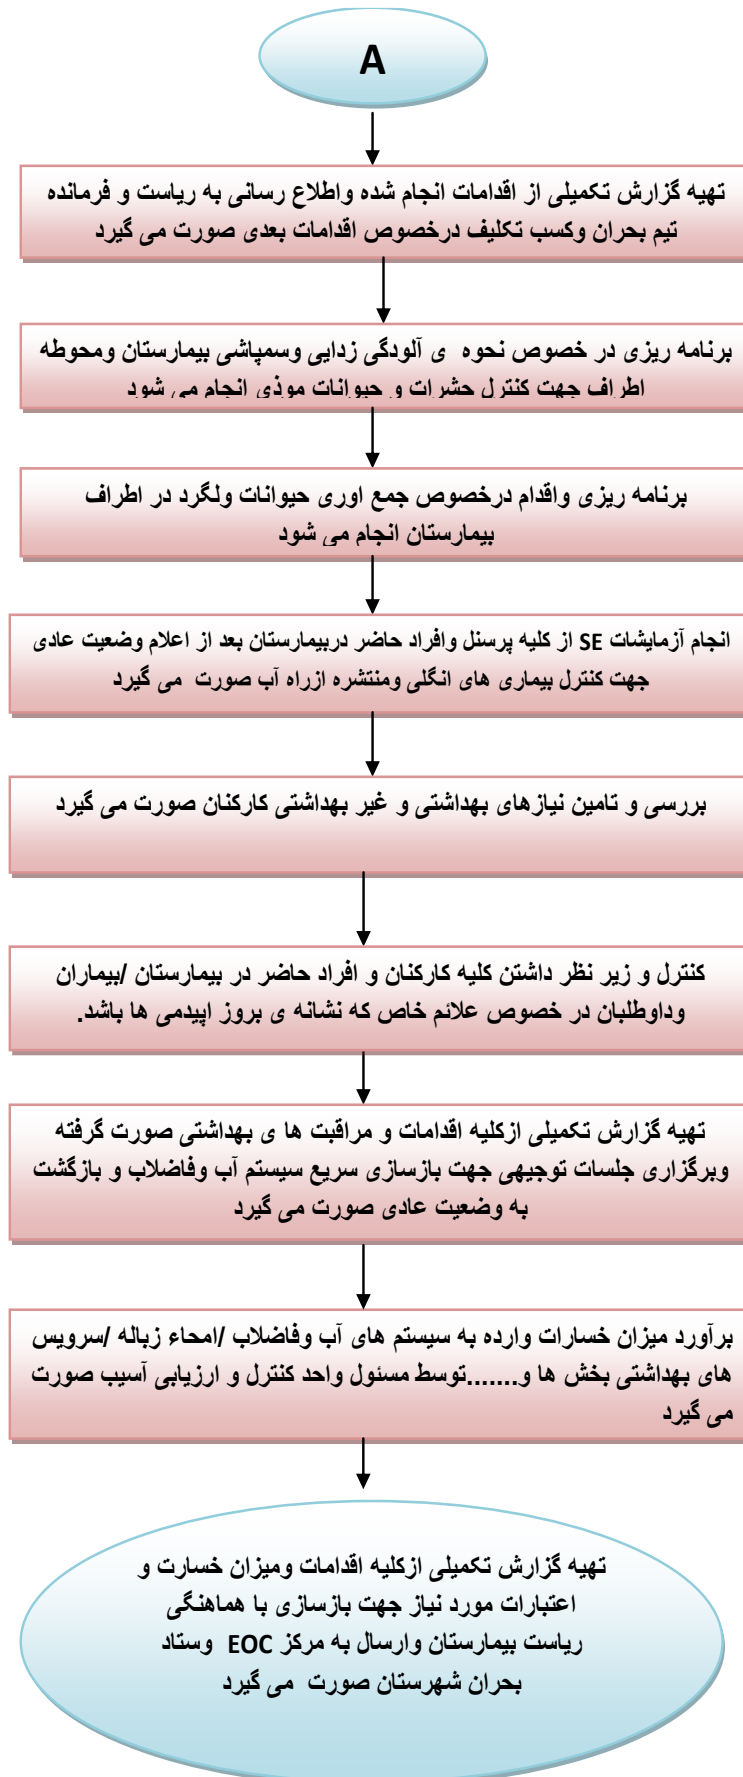 A
تهیه گزارش تکمیلی از اقدامات انجام شده واطلاع رسانی به ریاست و فرمانده
تیم بحران وکسب تکلیف درخصوص اقدامات بعدی صورت می گیرد
برنامه ریزی در خصوص نحوه ی آلودگی زدایی وسمپاشی بیمارستان ومحوطه
اطراف جهت کنترل حشرات و حیوانات موذی انجام می شود
برنامه ریزی واقدام درخصوص جمع اوری حیوانات ولگرد در اطراف
بیمارستان انجام می شود
انجام آزمایشات SE از کلیه پرسنل وافراد حاضر دربیمارستان بعد از اعلام وضعیت عادی
جهت کنترل بیماری های انگلی ومنتشره ازراه آب صورت می گیرد
بررسی و تامین نیازهای بهداشتی و غیر بهداشتی کارکنان صورت می گیرد
کنترل و زیر نظر داشتن کلیه کارکنان و افراد حاضر در بیمارستان /بیماران
وداوطلبان در خصوص علائم خاص که نشانه ی بروز اپیدمی ها باشد.
تهیه گزارش تکمیلی ازکلیه اقدامات و مراقبت ها ی بهداشتی صورت گرفته
وبرگزاری جلسات توجیهی جهت بازسازی سریع سیستم آب وفاضلاب و بازگشت
به وضعیت عادی صورت می گیرد
برآورد میزان خسارات وارده به سیستم های آب وفاضلاب /امحاء زباله /سرویس
های بهداشتی بخش ها و.......توسط مسئول واحد کنترل و ارزیابی آسیب صورت
می گیرد
تهیه گزارش تکمیلی ازکلیه اقدامات ومیزان خسارت و
اعتبارات مورد نیاز جهت بازسازی با هماهنگی
ریاست بیمارستان وارسال به مرکز EOC وستاد
بحران شهرستان صورت می گیرد